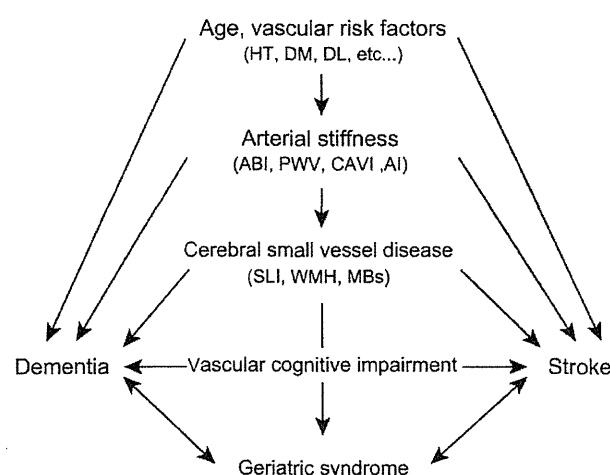 Age, vascular risk factors
(HT, DM, DL, etc...)
Arterial stiffness
(ABI, PWV, CAVI ,AI)
Cerebral small vessel disease
(SLI, WMH, MBs)
Dementia
Vascular cognitive impairment
Stroke
Geriatric syndrome